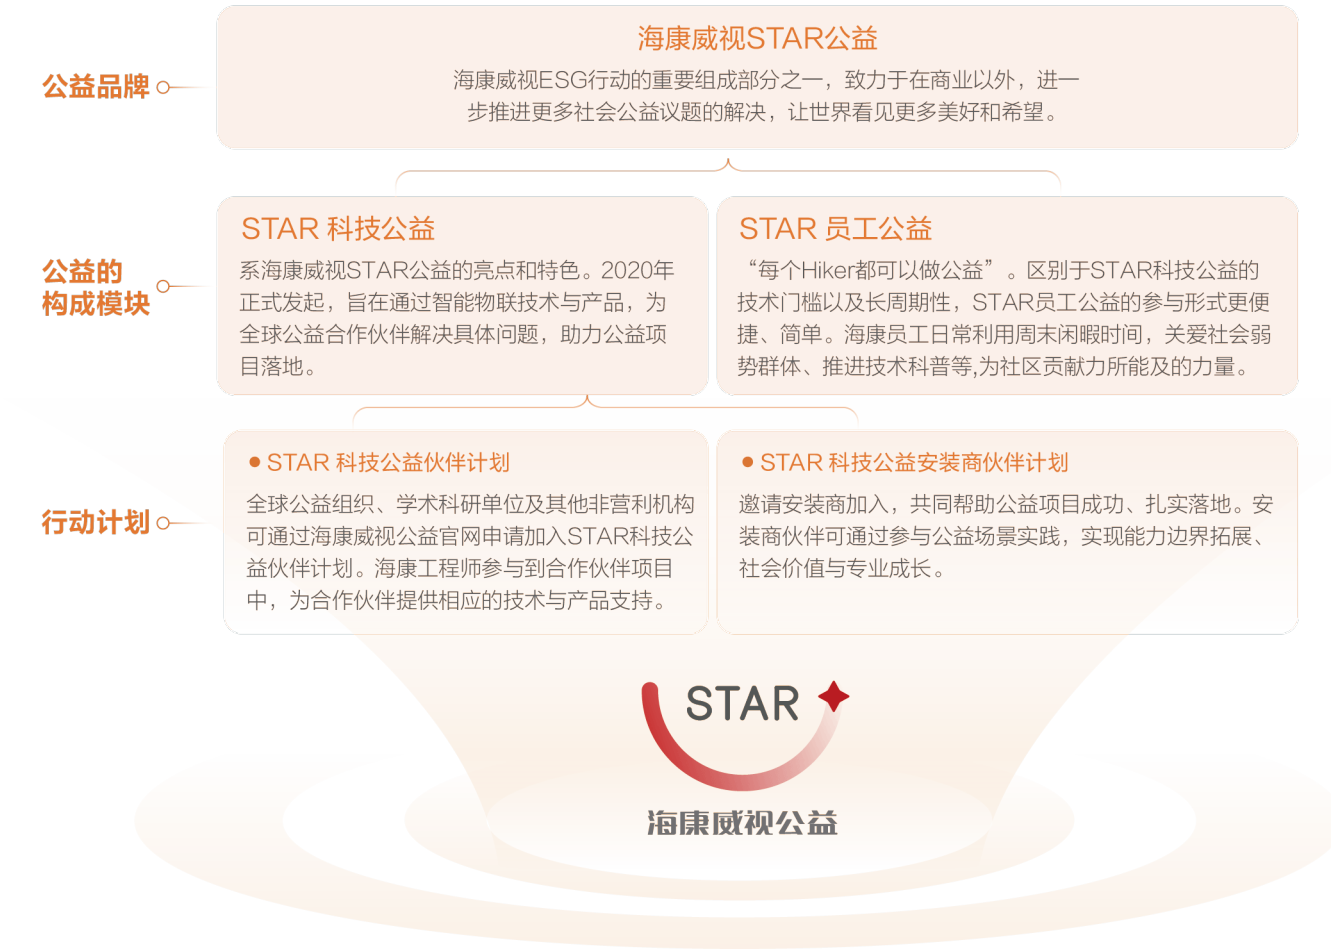 海康威视STAR公益
公益品牌
海康威视ESG行动的重要组成部分之一，致力于在商业以外，进一
步推进更多社会公益议题的解决，让世界看见更多美好和希望。
公益的
构成模块
STAR 科技公益
系海康威视STAR公益的亮点和特色。2020年
正式发起，旨在通过智能物联技术与产品，为
全球公益合作伙伴解决具体问题，助力公益项
目落地。
STAR 员工公益
“每个Hiker都可以做公益”。区别于STAR科技公益的
技术门槛以及长周期性，STAR员工公益的参与形式更便
捷、简单。海康员工日常利用周末闲暇时间，关爱社会弱
势群体、推进技术科普等,为社区贡献力所能及的力量。
行动计划
STAR 科技公益伙伴计划
全球公益组织、学术科研单位及其他非营利机构
可通过海康威视公益官网申请加入STAR科技公
益伙伴计划。海康工程师参与到合作伙伴项目
中，为合作伙伴提供相应的技术与产品支持。
STAR 科技公益安装商伙伴计划
邀请安装商加入，共同帮助公益项目成功、扎实落地。安
装商伙伴可通过参与公益场景实践，实现能力边界拓展、
社会价值与专业成长。
STAR
海康威视公益